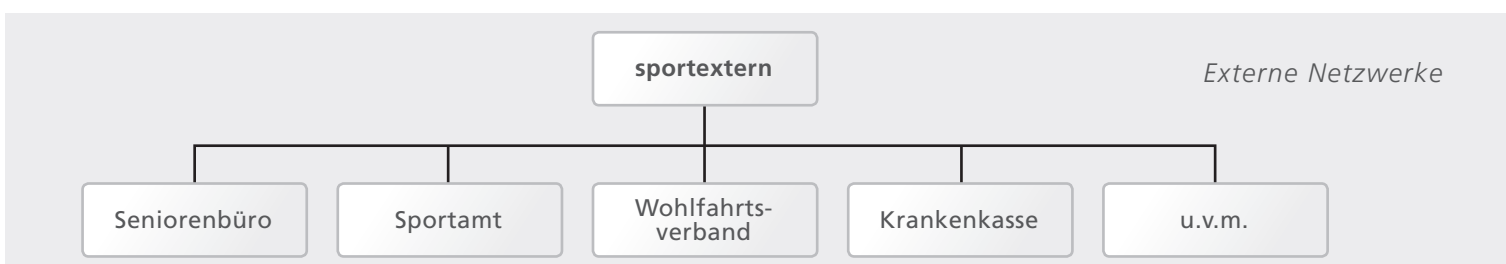 sportextern
Externe Netzwerke
Seniorenbüro
Sportamt
Wohlfahrts-
verband
Krankenkasse
u.v.m.